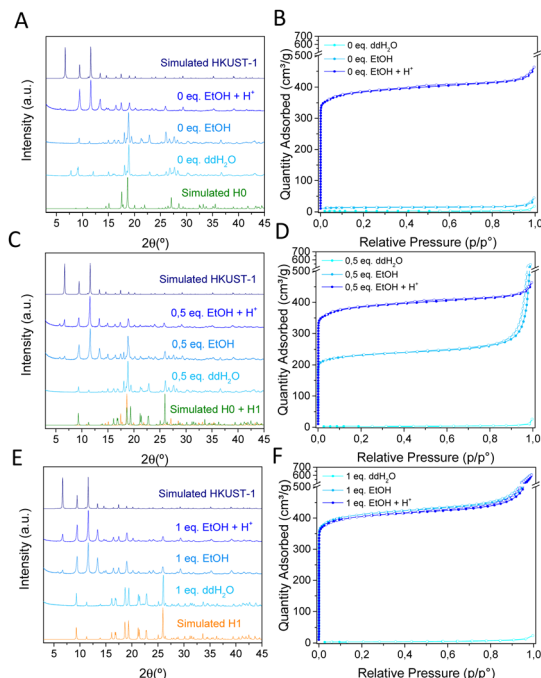 A
Simulated HKUST-1
0 eq. EtOH + H⁺
0 eq. EtOH
0 eq. ddH₂O
Simulated H0
Intensity (a.u.)
5 10 15 20 25 30 35 40 45
2θ(º)
B
700
600
500
400
300
200
100
0
0 eq. ddH₂O
0 eq. EtOH
0 eq. EtOH + H⁺
Quantity Adsorbed (cm³/g)
0,0 0,2 0,4 0,6 0,8 1,0
Relative Pressure (p/p°)
C
Simulated HKUST-1
0,5 eq. EtOH + H⁺
0,5 eq. EtOH
0,5 eq. ddH₂O
Simulated H0 + H1
Intensity (a.u.)
5 10 15 20 25 30 35 40 45
2θ(º)
D
700
600
500
400
300
200
100
0
0,5 eq. ddH₂O
0,5 eq. EtOH
0,5 eq. EtOH + H⁺
Quantity Adsorbed (cm³/g)
0,0 0,2 0,4 0,6 0,8 1,0
Relative Pressure (p/p°)
E
Simulated HKUST-1
1 eq. EtOH + H⁺
1 eq. EtOH
1 eq. ddH₂O
Simulated H1
Intensity (a.u.)
5 10 15 20 25 30 35 40 45
2θ(º)
F
700
600
500
400
300
200
100
0
1 eq. ddH₂O
1 eq. EtOH
1 eq. EtOH + H⁺
Quantity Adsorbed (cm³/g)
0,0 0,2 0,4 0,6 0,8 1,0
Relative Pressure (p/p°)